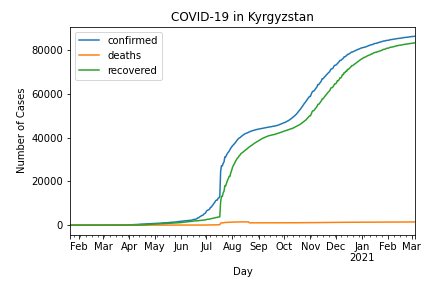 COVID-19 in Kyrgyzstan
confirmed
deaths
recovered
Number of Cases
80000
60000
40000
20000
0
Feb Mar Apr May Jun Jul Aug Sep Oct Nov Dec Jan Feb Mar
2021
Day